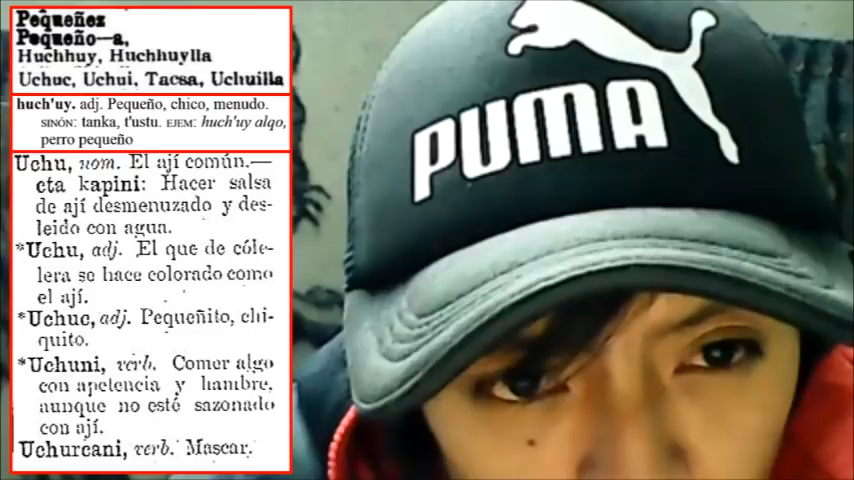 Pequeñez
Pequeño—a,
Huchhuy, Huchhuylla
Uchuc, Uchui, Tacsa, Uchuilla
huch'uy. adj. Pequeño, chico, menudo.
SINÓN: tanka, t'ustu. EJEM: huch'uy alqo,
perro pequeño
Uchu, nom. El ají común.—
cta kapini: Hacer salsa
de ají desmenuzado y des-
leido con agua.
*Uchu, adj. El que de cóle-
lera se hace colorado como
el ají.
*Uchuc, adj. Pequeñito, chi-
quito.
*Uchuni, verb. Comer algo
con apetencia y hambre,
aunque no esté sazonado
con ají.
Uchurcani, verb. Mascar.
PUMA